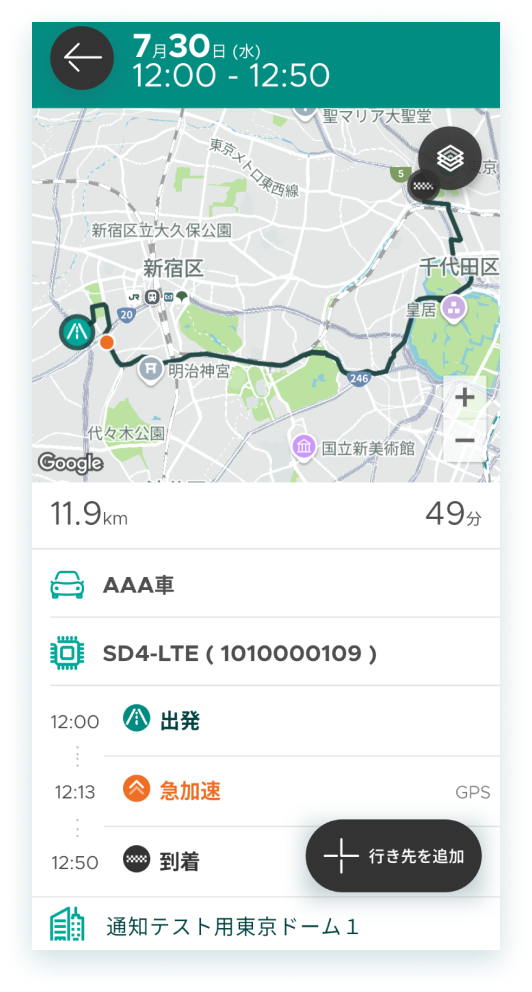 7月30日 (水)
12:00 - 12:50
聖マリア大聖堂
東京メトロ東西線
5
東京
新宿区立大久保公園
新宿区
千代田区
JR
20
皇居
明治神宮
246
代々木公園
国立新美術館
+
−
Google
11.9km
49分
AAA車
SD4-LTE ( 1010000109 )
12:00
出発
12:13
急加速
GPS
12:50
到着
行き先を追加
通知テスト用東京ドーム１